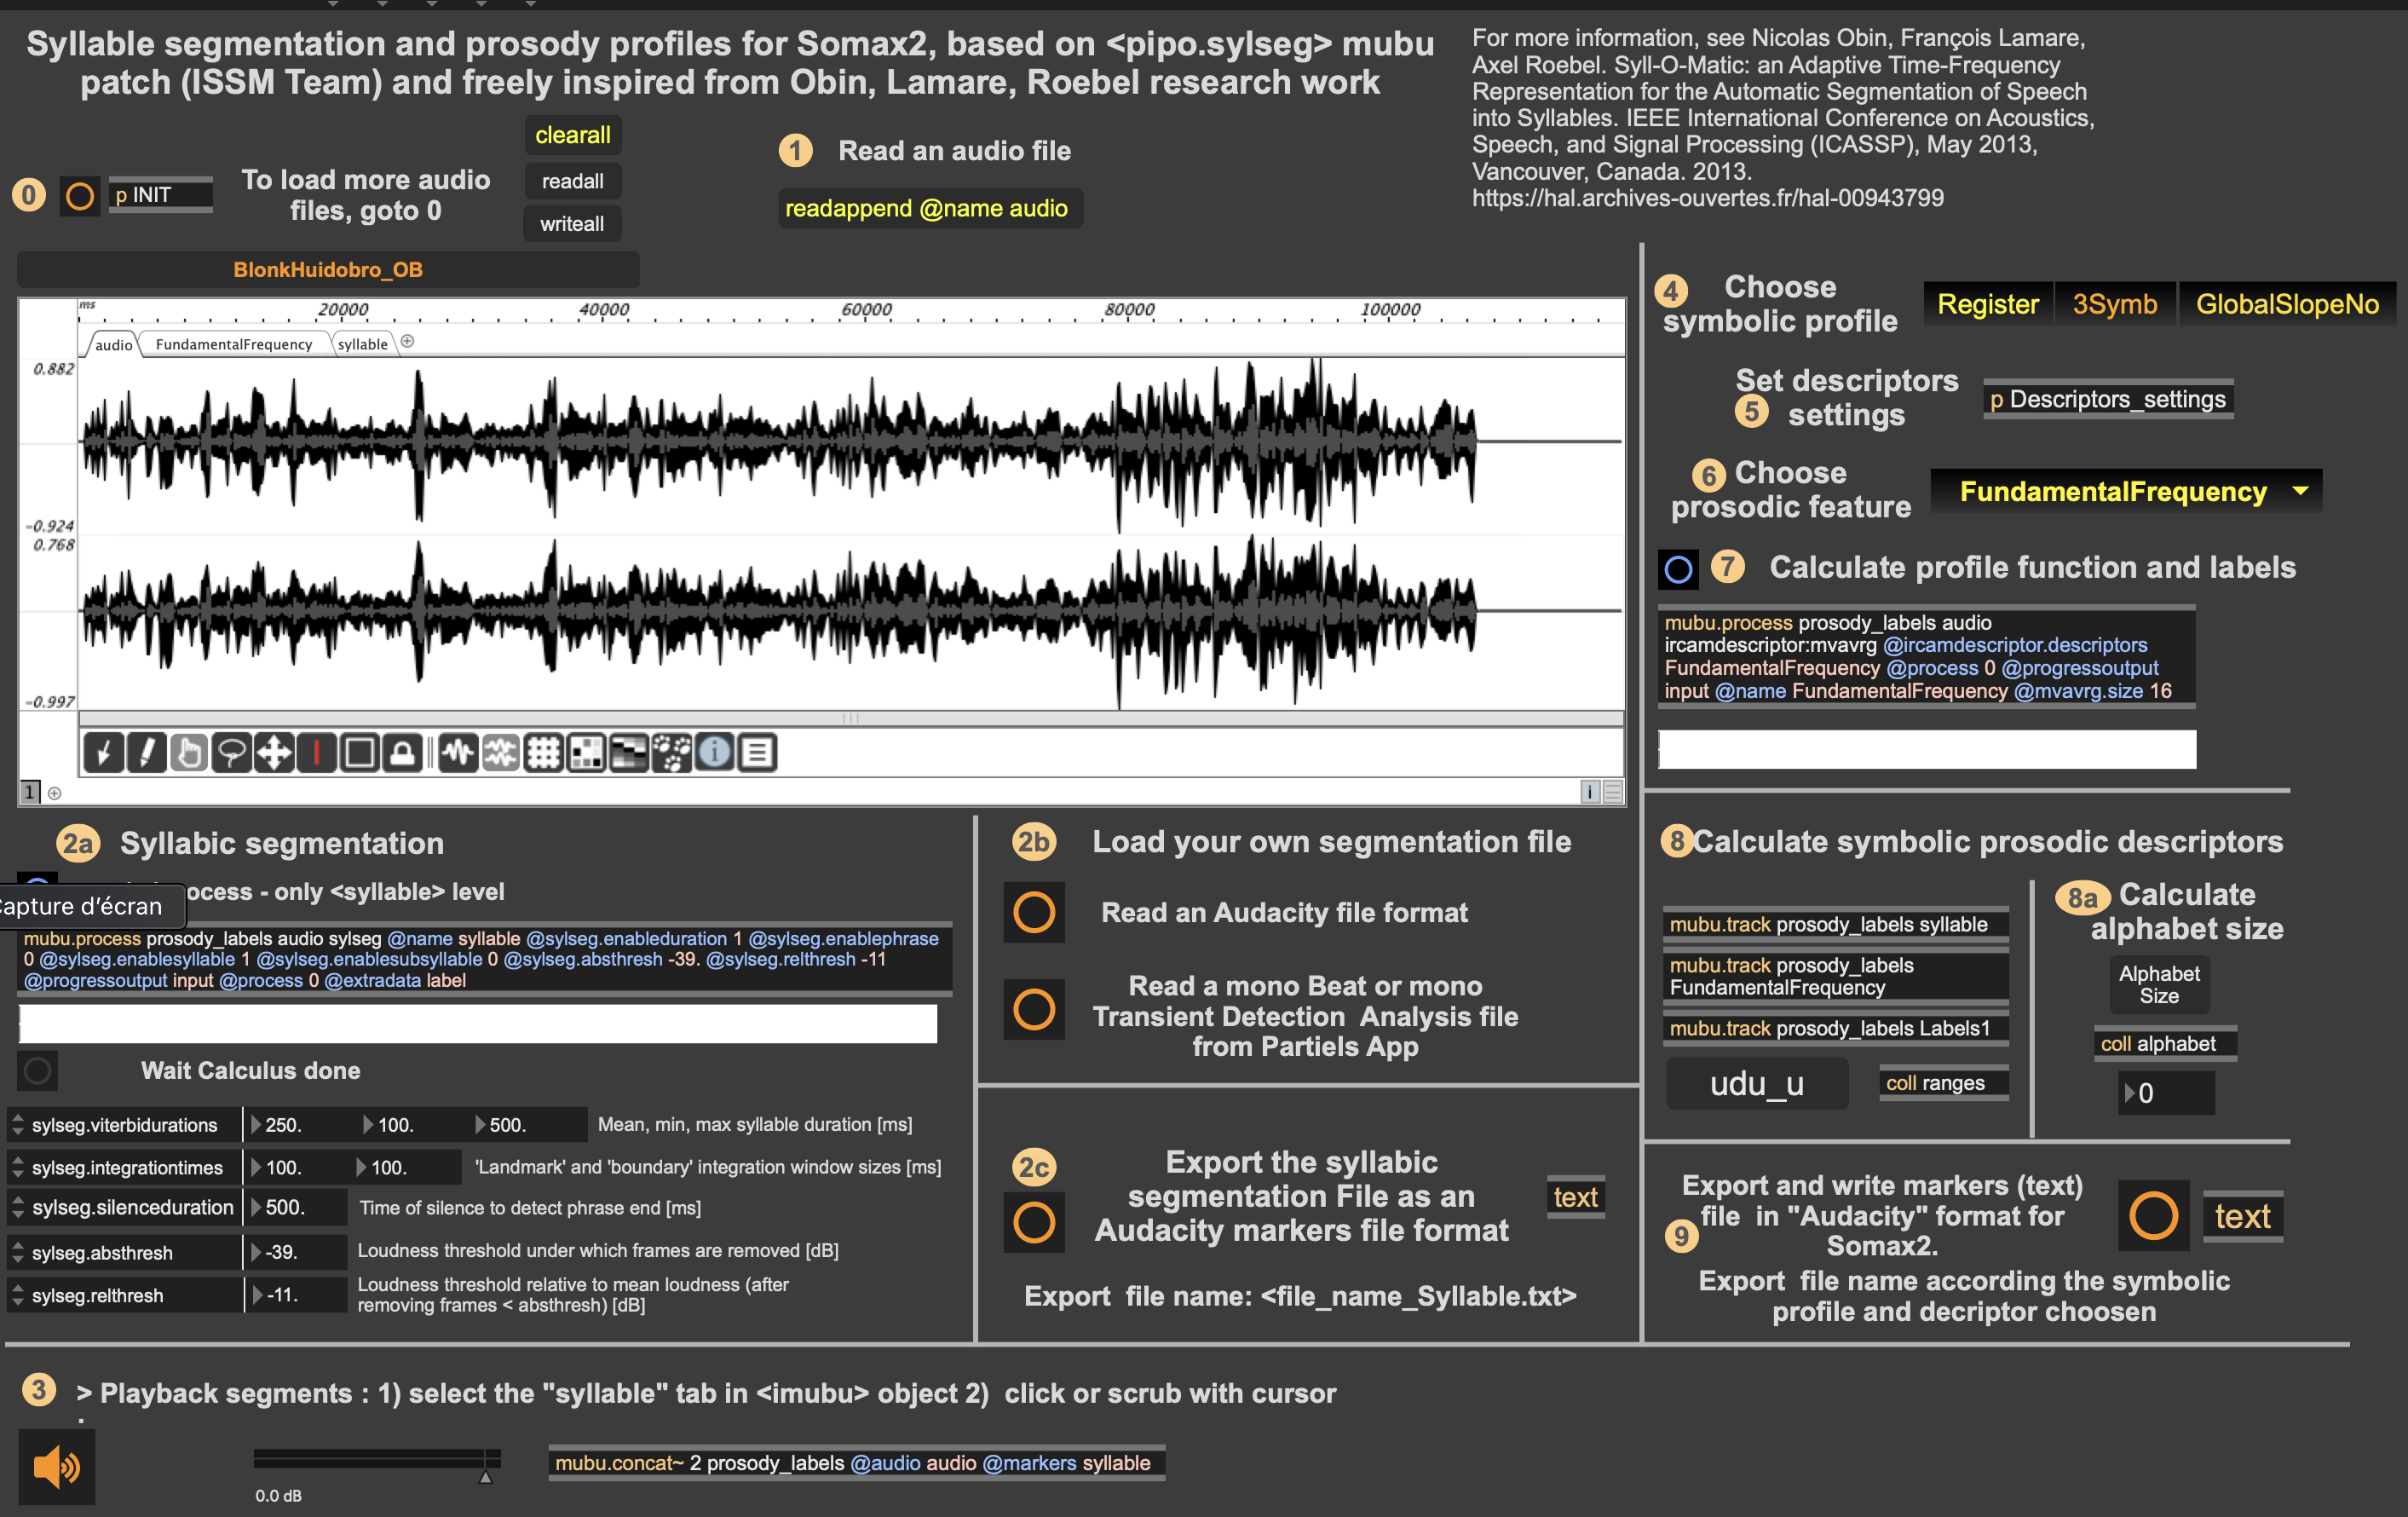 Syllable segmentation and prosody profiles for Somax2, based on <pipo.sylseg> mubu
patch (ISSM Team) and freely inspired from Obin, Lamare, Roebel research work
For more information, see Nicolas Obin, François Lamare,
Axel Roebel. Syll-O-Matic: an Adaptive Time-Frequency
Representation for the Automatic Segmentation of Speech
into Syllables. IEEE International Conference on Acoustics,
Speech, and Signal Processing (ICASSP), May 2013,
Vancouver, Canada. 2013.
https://hal.archives-ouvertes.fr/hal-00943799
0
p INIT
To load more audio
files, goto 0
clearall
readall
writeall
1 Read an audio file
readappend @name audio
BlonkHuidobro_OB
ms 20000 40000 60000 80000 100000
audio FundamentalFrequency syllable
0.882
-0.924
0.768
-0.997
1
i
4 Choose
symbolic profile
Register 3Symb GlobalSlopeNo
Set descriptors
5 settings
p Descriptors_settings
6 Choose
prosodic feature
FundamentalFrequency
7 Calculate profile function and labels
mubu.process prosody_labels audio
ircamdescriptor:mvavrg @ircamdescriptor.descriptors
FundamentalFrequency @process 0 @progressoutput
input @name FundamentalFrequency @mvavrg.size 16
2a Syllabic segmentation
ocess - only <syllable> level
Capture d'écran
mubu.process prosody_labels audio sylseg @name syllable @sylseg.enableduration 1 @sylseg.enablephrase
0 @sylseg.enablesyllable 1 @sylseg.enablesubsyllable 0 @sylseg.absthresh -39. @sylseg.relthresh -11
@progressoutput input @process 0 @extradata label
Wait Calculus done
sylseg.viterbidurations 250. 100. 500. Mean, min, max syllable duration [ms]
sylseg.integrationtimes 100. 100. 'Landmark' and 'boundary' integration window sizes [ms]
sylseg.silenceduration 500. Time of silence to detect phrase end [ms]
sylseg.absthresh -39. Loudness threshold under which frames are removed [dB]
sylseg.relthresh -11. Loudness threshold relative to mean loudness (after
removing frames < absthresh) [dB]
2b Load your own segmentation file
Read an Audacity file format
Read a mono Beat or mono
Transient Detection Analysis file
from Partiels App
2c Export the syllabic
segmentation File as an
Audacity markers file format
text
Export file name: <file_name_Syllable.txt>
8 Calculate symbolic prosodic descriptors
mubu.track prosody_labels syllable
mubu.track prosody_labels
FundamentalFrequency
mubu.track prosody_labels Labels1
udu_u
coll ranges
8a Calculate
alphabet size
Alphabet
Size
coll alphabet
0
Export and write markers (text)
file in "Audacity" format for
9 Somax2.
text
Export file name according the symbolic
profile and decriptor choosen
3 > Playback segments : 1) select the "syllable" tab in <imubu> object 2) click or scrub with cursor
.
0.0 dB
mubu.concat~ 2 prosody_labels @audio audio @markers syllable